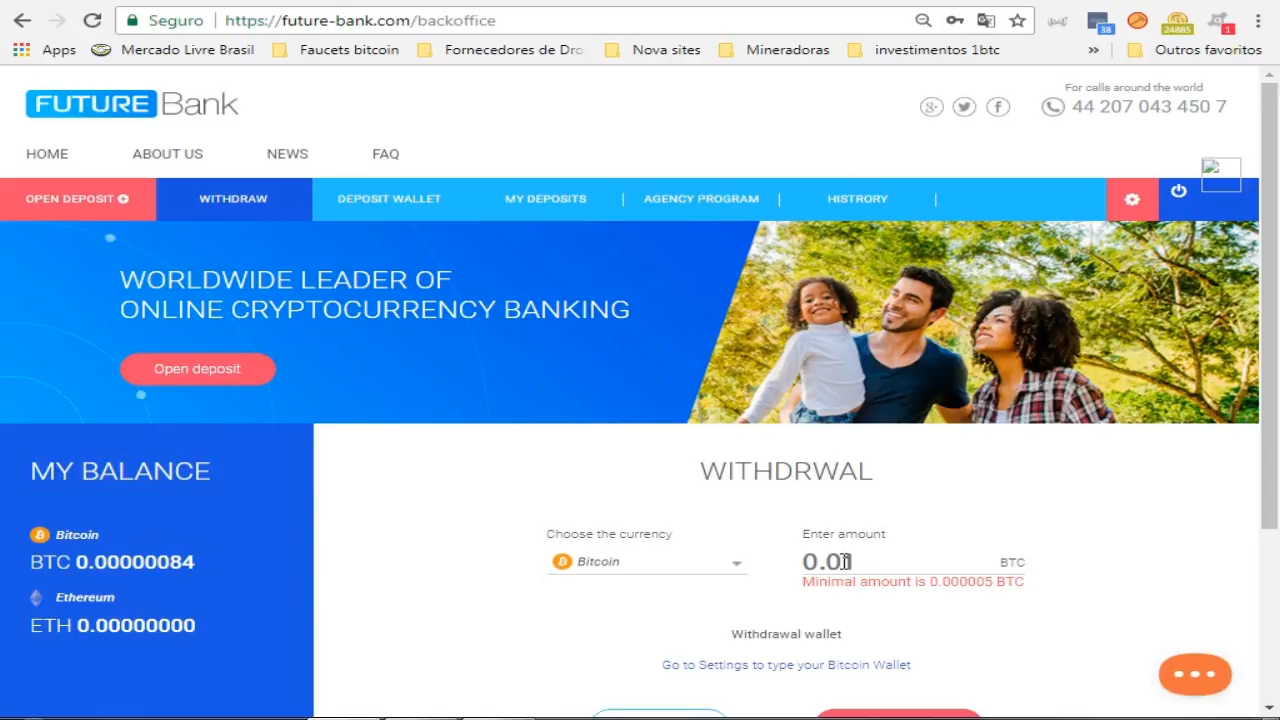 Seguro https://future-bank.com/backoffice
38 24885 1
Apps Mercado Livre Brasil Faucets bitcoin Fornecedores de Dro Nova sites Mineradoras investimentos 1btc » Outros favoritos
FUTURE Bank
For calls around the world
44 207 043 450 7
HOME ABOUT US NEWS FAQ
OPEN DEPOSIT WITHDRAW DEPOSIT WALLET MY DEPOSITS | AGENCY PROGRAM | HISTRORY |
WORLDWIDE LEADER OF
ONLINE CRYPTOCURRENCY BANKING
Open deposit
MY BALANCE
Bitcoin
BTC 0.00000084
Ethereum
ETH 0.00000000
WITHDRWAL
Choose the currency
Bitcoin
Enter amount
BTC
Minimal amount is 0.000005 BTC
Withdrawal wallet
Go to Settings to type your Bitcoin Wallet